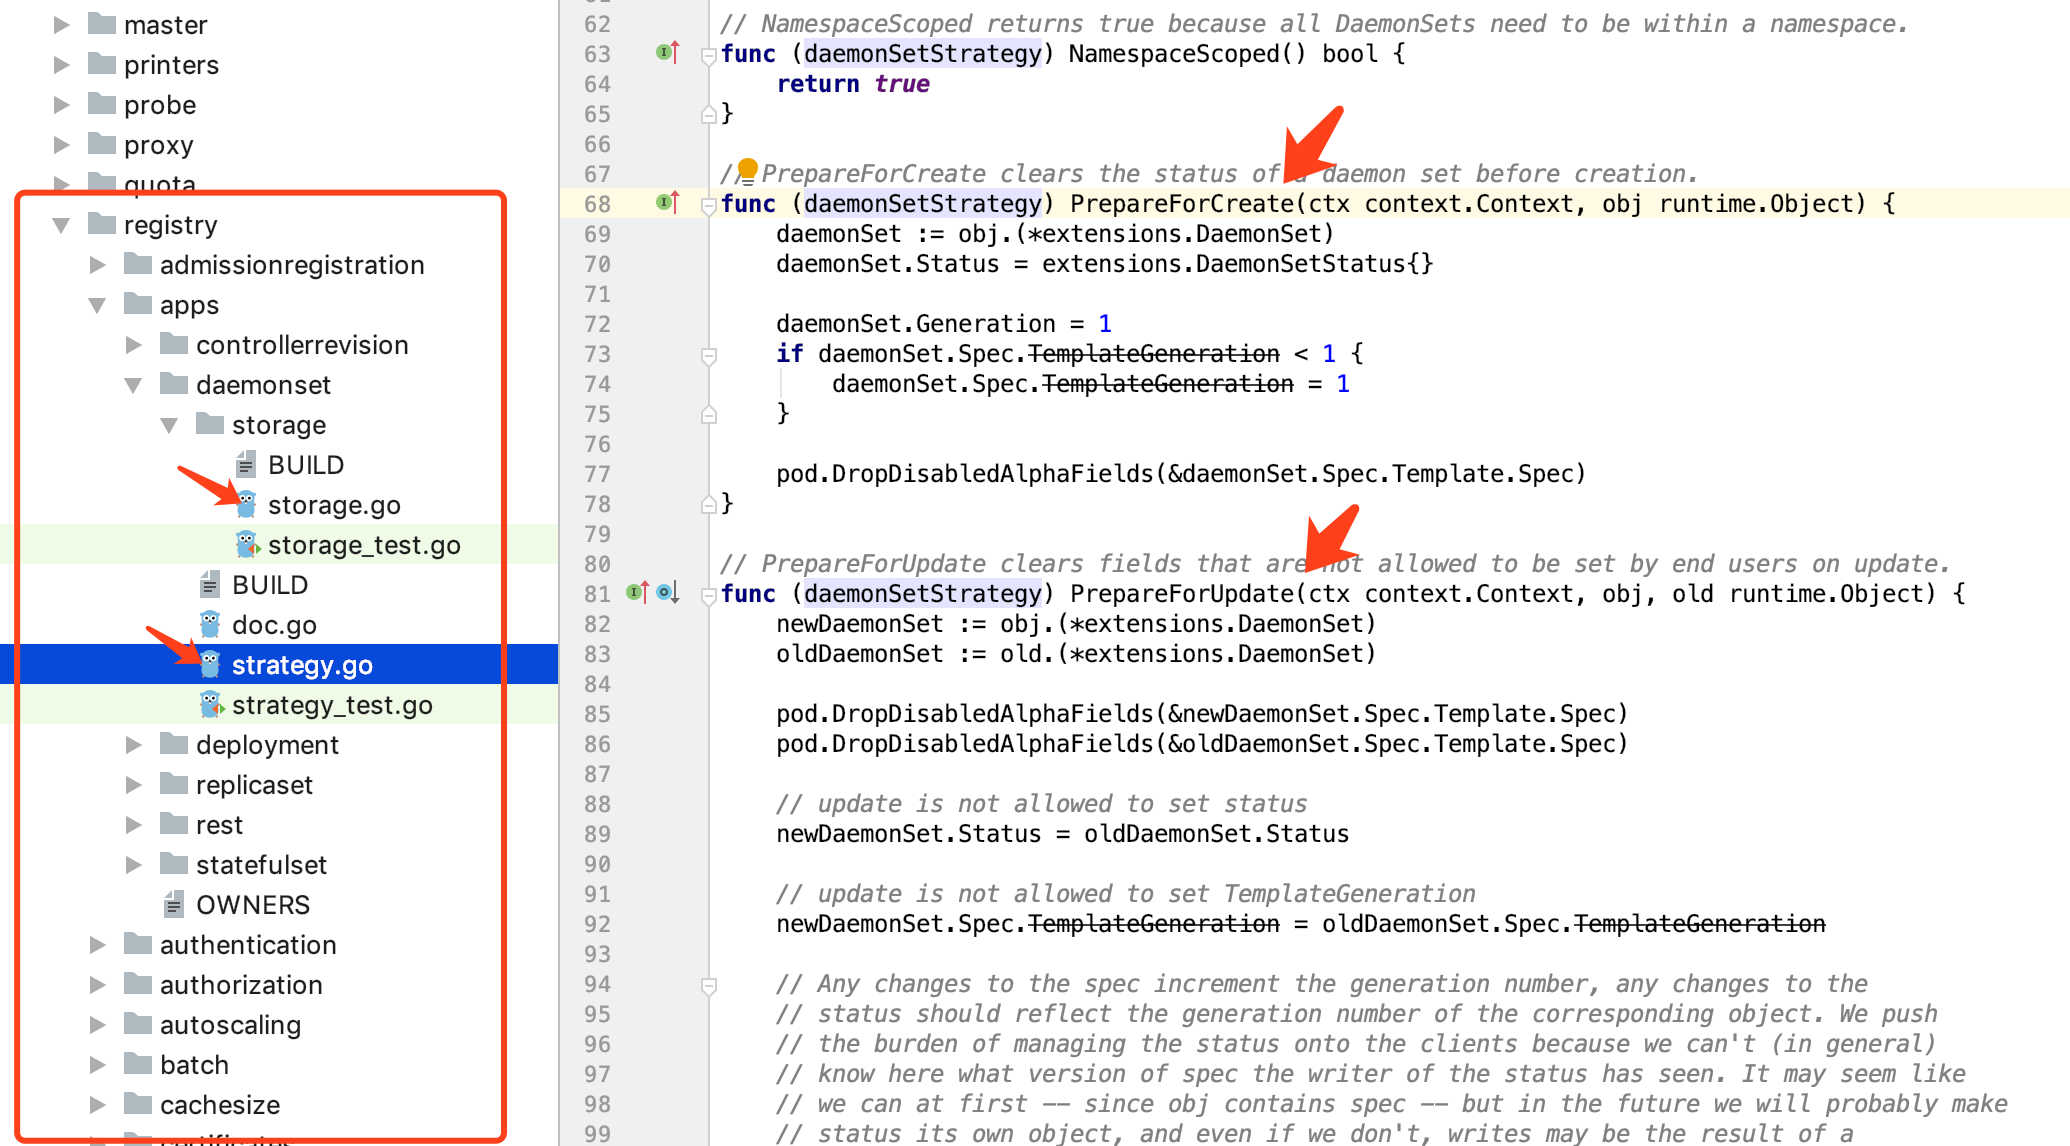 master
printers
probe
proxy
quota
registry
admissionregistration
apps
controllerrevision
daemonset
storage
BUILD
storage.go
storage_test.go
BUILD
doc.go
strategy.go
strategy_test.go
deployment
replicaset
rest
statefulset
OWNERS
authentication
authorization
autoscaling
batch
cachesize
certificates
62 // NamespaceScoped returns true because all DaemonSets need to be within a namespace.
63 func (daemonSetStrategy) NamespaceScoped() bool {
64 return true
65 }
66
67 // PrepareForCreate clears the status of a daemon set before creation.
68 func (daemonSetStrategy) PrepareForCreate(ctx context.Context, obj runtime.Object) {
69 daemonSet := obj.(*extensions.DaemonSet)
70 daemonSet.Status = extensions.DaemonSetStatus{}
71
72 daemonSet.Generation = 1
73 if daemonSet.Spec.TemplateGeneration < 1 {
74 daemonSet.Spec.TemplateGeneration = 1
75 }
76
77 pod.DropDisabledAlphaFields(&daemonSet.Spec.Template.Spec)
78 }
79
80 // PrepareForUpdate clears fields that are not allowed to be set by end users on update.
81 func (daemonSetStrategy) PrepareForUpdate(ctx context.Context, obj, old runtime.Object) {
82 newDaemonSet := obj.(*extensions.DaemonSet)
83 oldDaemonSet := old.(*extensions.DaemonSet)
84
85 pod.DropDisabledAlphaFields(&newDaemonSet.Spec.Template.Spec)
86 pod.DropDisabledAlphaFields(&oldDaemonSet.Spec.Template.Spec)
87
88 // update is not allowed to set status
89 newDaemonSet.Status = oldDaemonSet.Status
90
91 // update is not allowed to set TemplateGeneration
92 newDaemonSet.Spec.TemplateGeneration = oldDaemonSet.Spec.TemplateGeneration
93
94 // Any changes to the spec increment the generation number, any changes to the
95 // status should reflect the generation number of the corresponding object. We push
96 // the burden of managing the status onto the clients because we can't (in general)
97 // know here what version of spec the writer of the status has seen. It may seem like
98 // we can at first -- since obj contains spec -- but in the future we will probably make
99 // status its own object, and even if we don't, writes may be the result of a